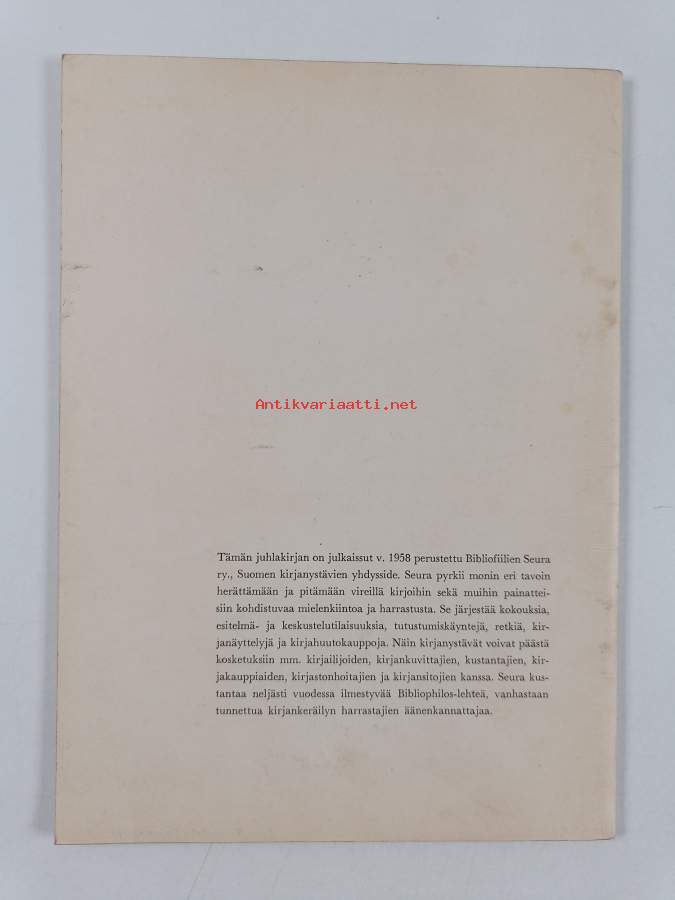 Antikvariaatti.net
Tämän juhlakirjan on julkaissut v. 1958 perustettu Bibliofiilien Seura
ry., Suomen kirjanystävien yhdysside. Seura pyrkii monin eri tavoin
herättämään ja pitämään vireillä kirjoihin sekä muihin painattei-
siin kohdistuvaa mielenkiintoa ja harrastusta. Se järjestää kokouksia,
esitelmä- ja keskustelutilaisuuksia, tutustumiskäyntejä, retkiä, kir-
janäyttelyjä ja kirjahuutokauppoja. Näin kirjanystävät voivat päästä
kosketuksiin mm. kirjailijoiden, kirjankuvittajien, kustantajien, kir-
jakauppiaiden, kirjastonhoitajien ja kirjansitojien kanssa. Seura kus-
tantaa neljästi vuodessa ilmestyvää Bibliophilos-lehteä, vanhastaan
tunnettua kirjankeräilyn harrastajien äänenkannattajaa.